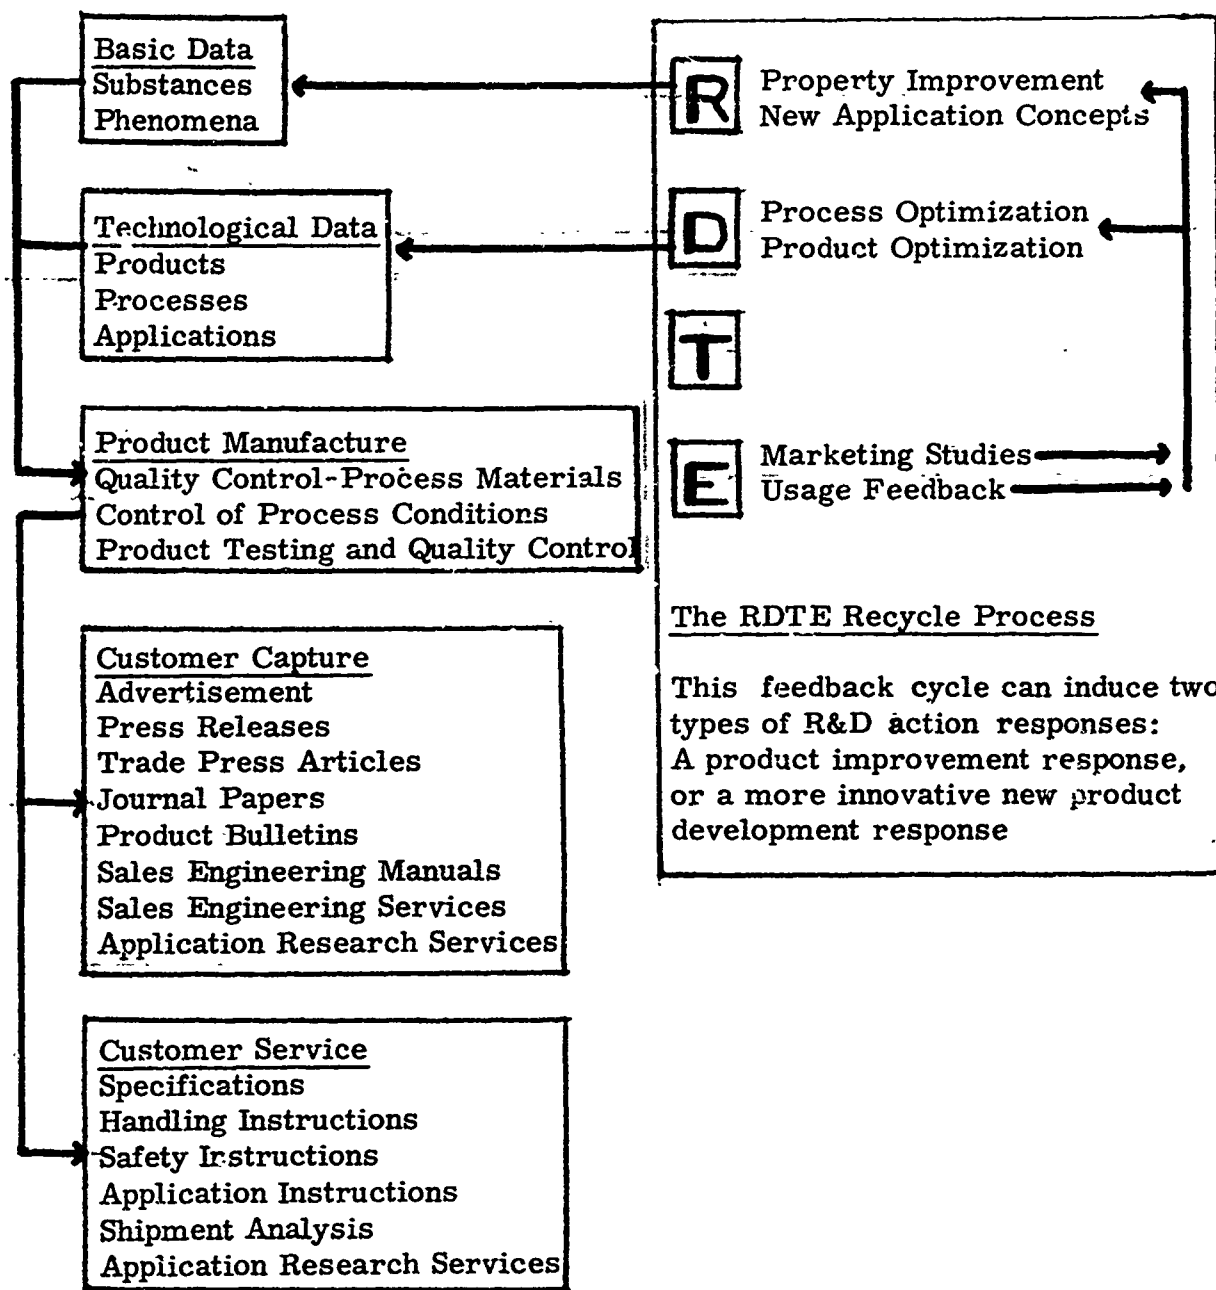 Basic Data
Substances
Phenomena
Technological Data
Products
Processes
Applications
Product Manufacture
Quality Control-Process Materials
Control of Process Conditions
Product Testing and Quality Control
Customer Capture
Advertisement
Press Releases
Trade Press Articles
Journal Papers
Product Bulletins
Sales Engineering Manuals
Sales Engineering Services
Application Research Services
Customer Service
Specifications
Handling Instructions
Safety Instructions
Application Instructions
Shipment Analysis
Application Research Services
R
Property Improvement
New Application Concepts
D
Process Optimization
Product Optimization
T
E
Marketing Studies
Usage Feedback
The RDTE Recycle Process
This feedback cycle can induce two
types of R&D action responses:
A product improvement response,
or a more innovative new product
development response